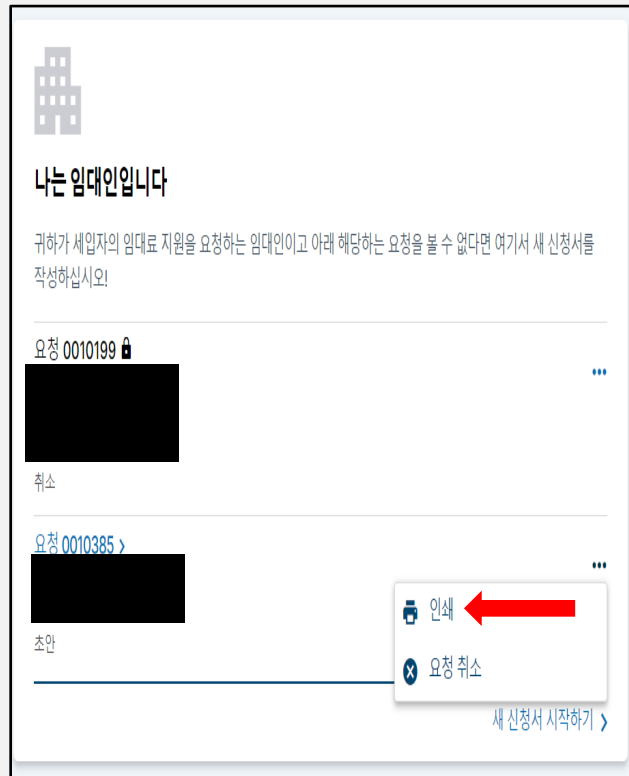 나는 임대인입니다
귀하가 세입자의 임대료 지원을 요청하는 임대인이고 아래 해당하는 요청을 볼 수 없다면 여기서 새 신청서를
작성하십시오!
요청 0010199
취소
요청 0010385 >
초안
인쇄
요청 취소
새 신청서 시작하기 >